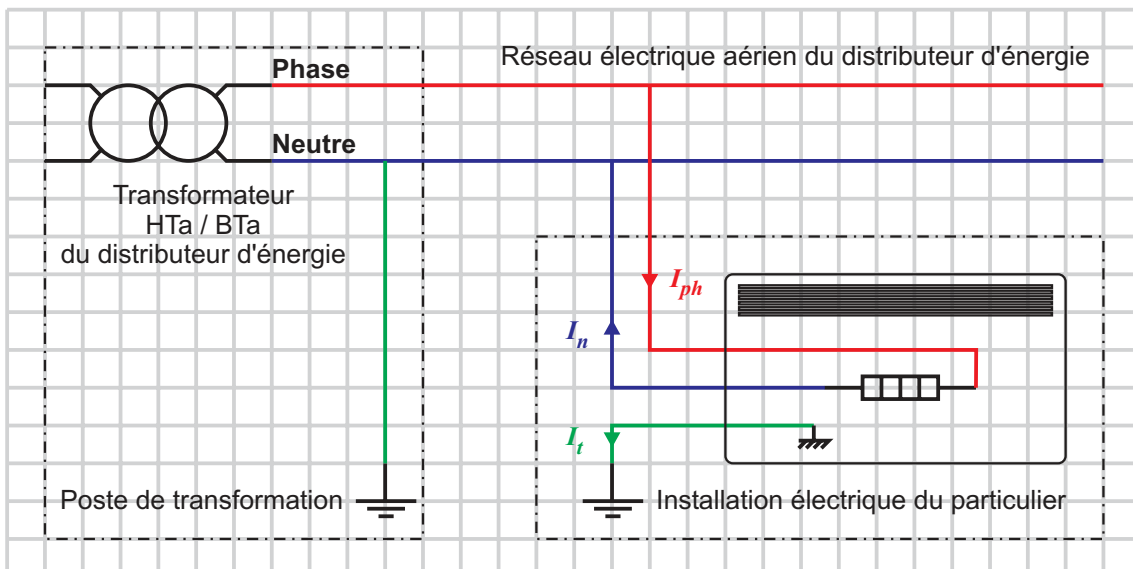 Phase
Réseau électrique aérien du distributeur d'énergie
Neutre
Transformateur
HTa / BTa
du distributeur d'énergie
I_ph
I_n
I_t
Poste de transformation
Installation électrique du particulier